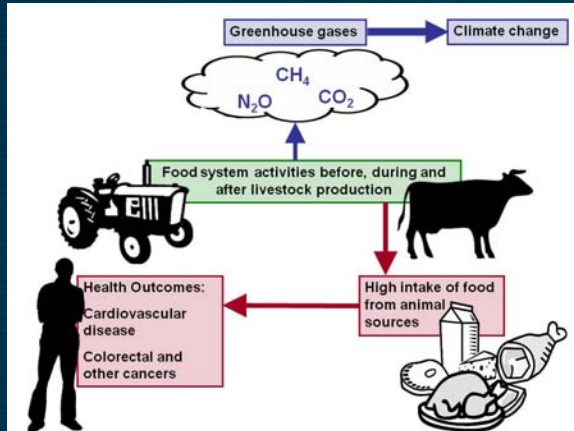 Greenhouse gases
Climate change
CH₄
N₂O
CO₂
Food system activities before, during and
after livestock production
Health Outcomes:
Cardiovascular
disease
Colorectal and
other cancers
High intake of food
from animal
sources